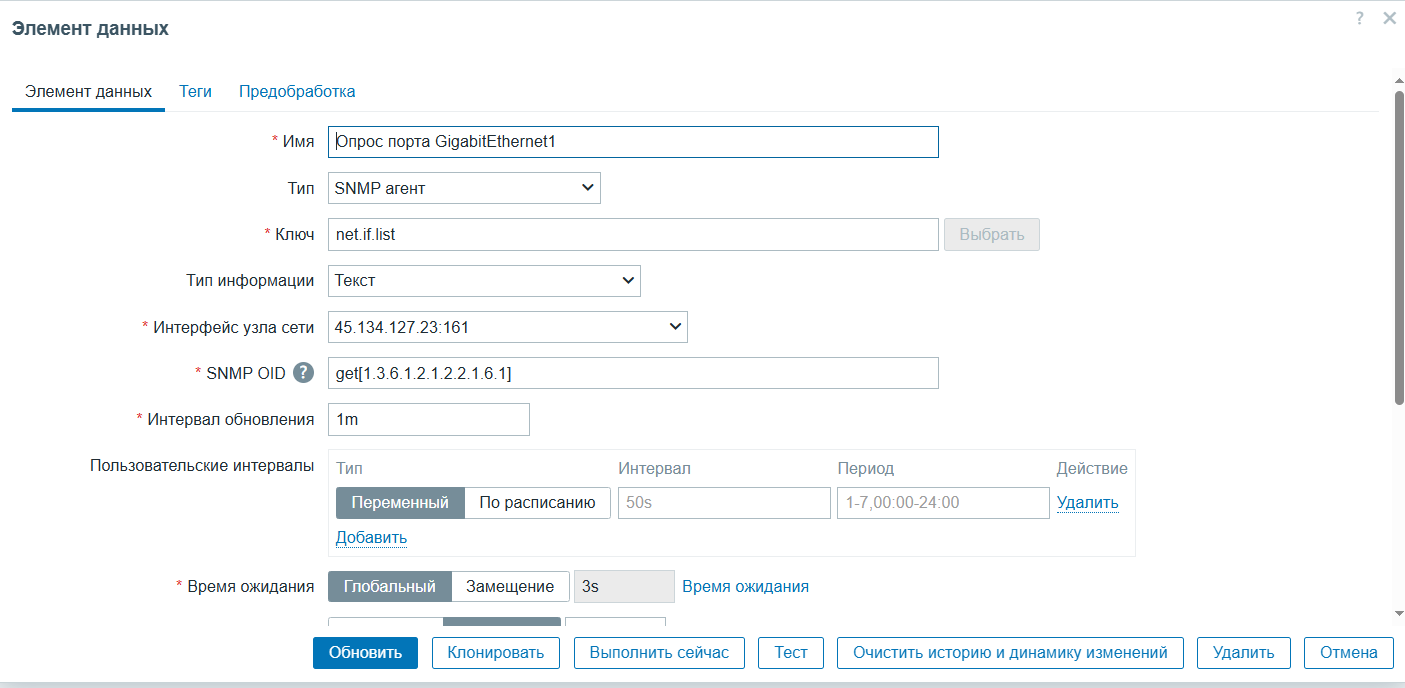 Элемент данных
? ×
Элемент данных Теги Предобработка
* Имя Опрос порта GigabitEthernet1
Тип SNMP агент
* Ключ net.if.list Выбрать
Тип информации Текст
* Интерфейс узла сети 45.134.127.23:161
* SNMP OID ? get[1.3.6.1.2.1.2.2.1.6.1]
* Интервал обновления 1m
Пользовательские интервалы Тип Интервал Период Действие
Переменный По расписанию 50s 1-7,00:00-24:00 Удалить
Добавить
* Время ожидания Глобальный Замещение 3s Время ожидания
Обновить Клонировать Выполнить сейчас Тест Очистить историю и динамику изменений Удалить Отмена